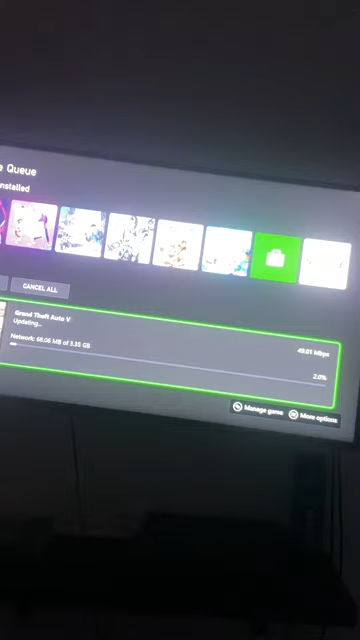 Queue
nstalled
CANCEL ALL
Grand Theft Auto V
Updating...
49.01 Mbps
Network: 68.06 MB of 3.35 GB
2.0%
Manage game
More options